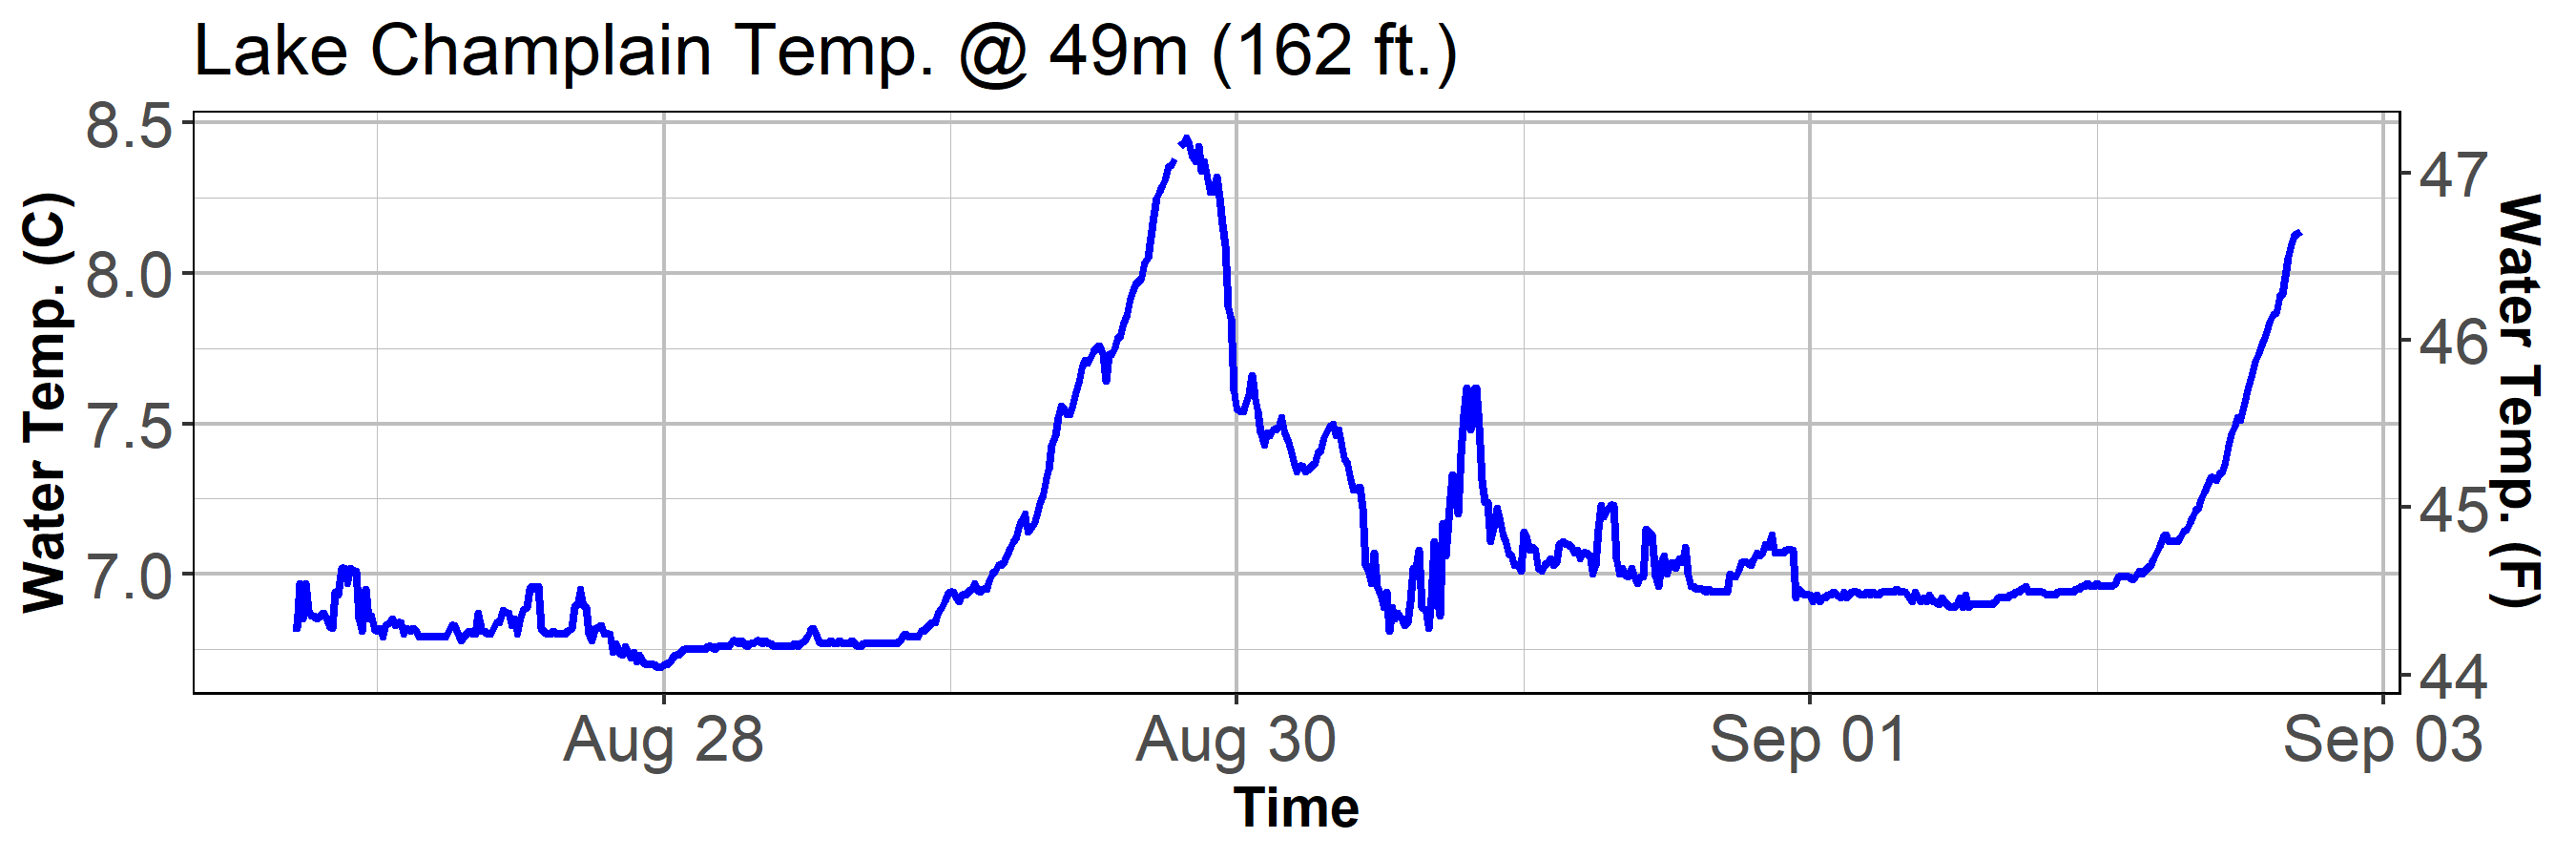 Lake Champlain Temp. @ 49m (162 ft.)
Water Temp. (C)
8.5
8.0
7.5
7.0
47
46
45
44
Water Temp. (F)
Aug 28
Aug 30
Sep 01
Sep 03
Time